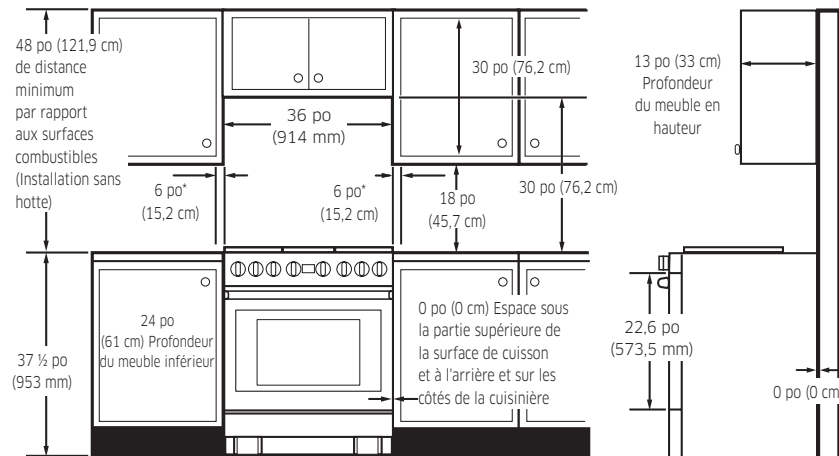 48 po (121,9 cm)
de distance
minimum
par rapport
aux surfaces
combustibles
(Installation sans
hotte)
30 po (76,2 cm)
36 po
(914 mm)
6 po*
(15,2 cm)
6 po*
(15,2 cm)
18 po
(45,7 cm)
30 po (76,2 cm)
13 po (33 cm)
Profondeur
du meuble en
hauteur
24 po
(61 cm) Profondeur
du meuble inférieur
37 ½ po
(953 mm)
0 po (0 cm) Espace sous
la partie supérieure de
la surface de cuisson
et à l'arrière et sur les
côtés de la cuisinière
22,6 po
(573,5 mm)
0 po (0 cm